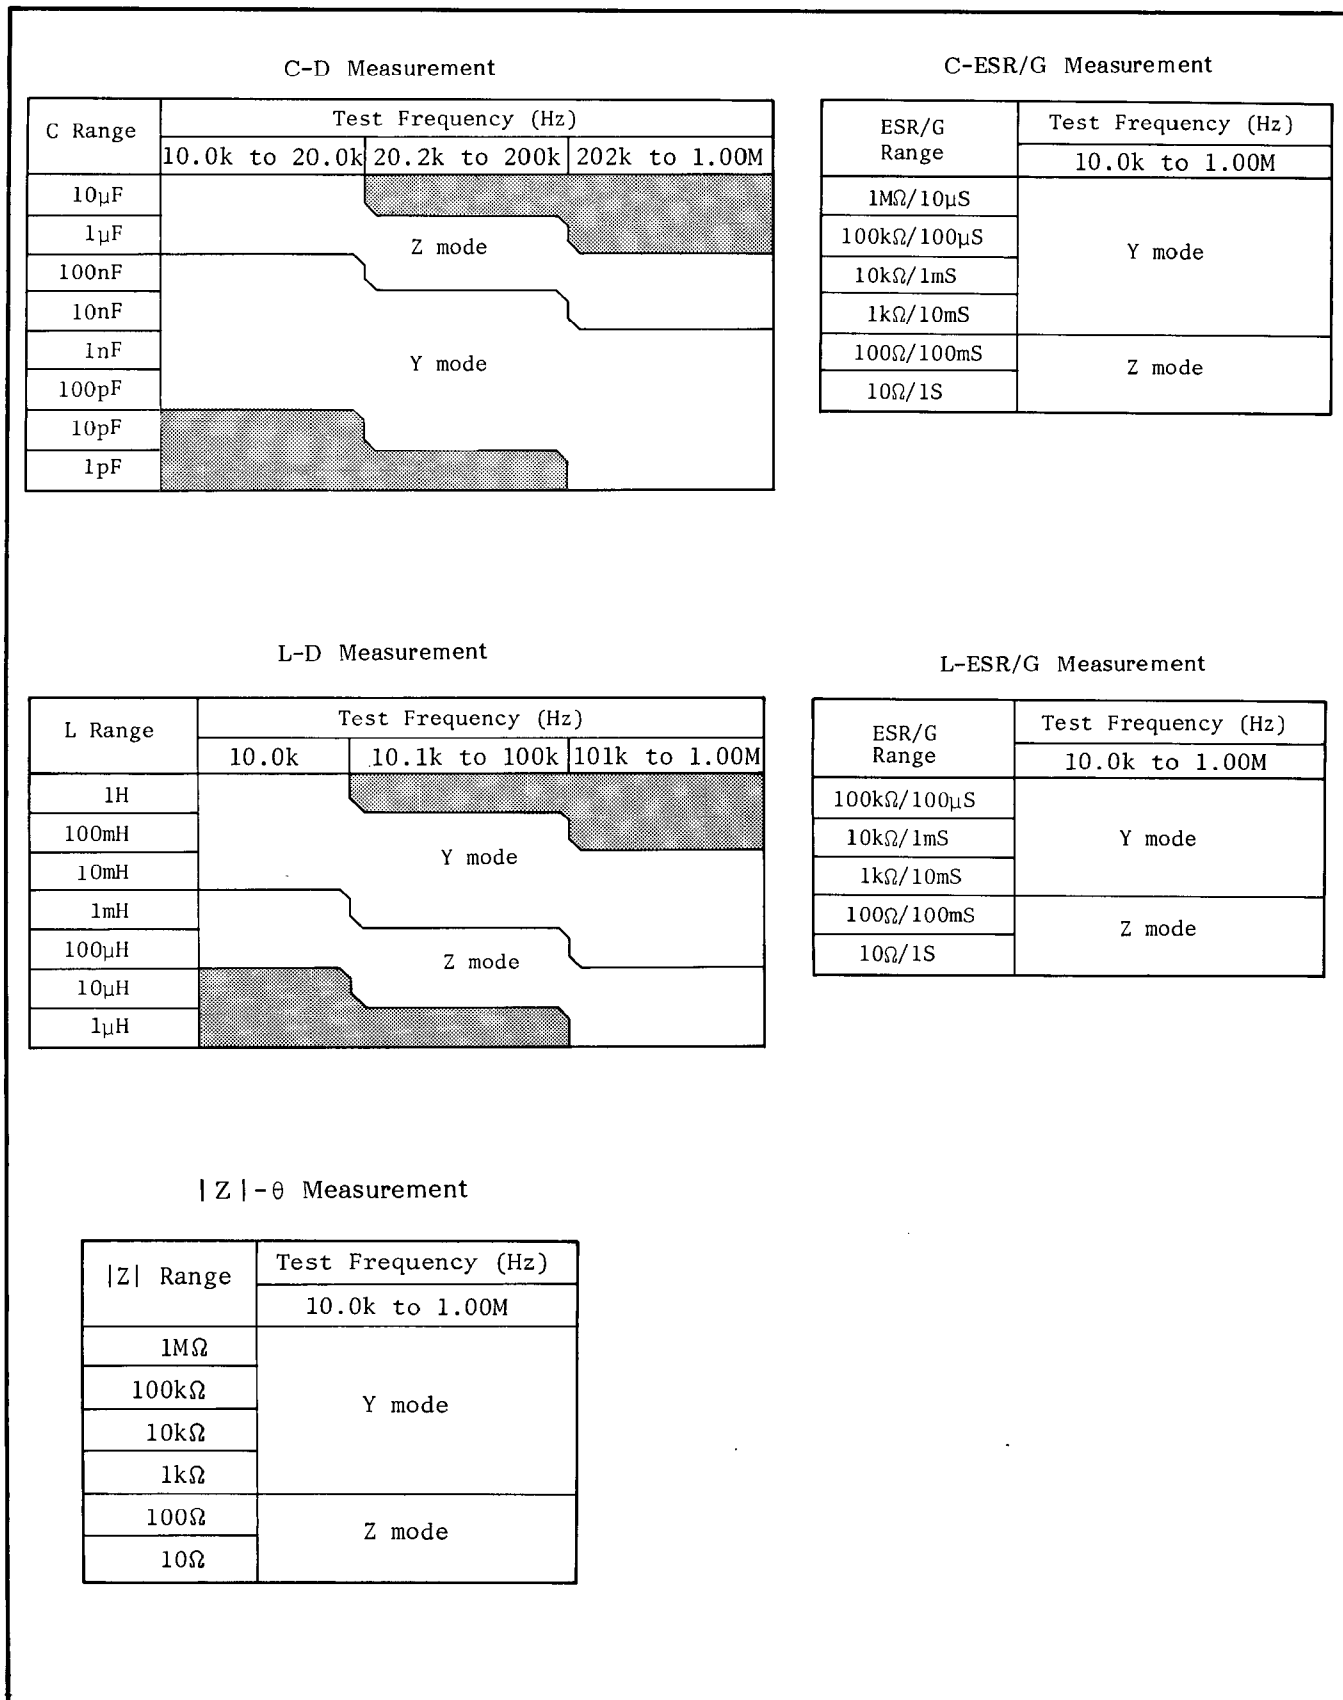 C-D Measurement
C Range
Test Frequency (Hz)
10.0k to 20.0k 20.2k to 200k 202k to 1.00M
10µF
1µF
100nF
10nF
1nF
100pF
10pF
1pF
Z mode
Y mode
C-ESR/G Measurement
ESR/G
Range
Test Frequency (Hz)
10.0k to 1.00M
1MΩ/10µS
100kΩ/100µS
10kΩ/1mS
1kΩ/10mS
100Ω/100mS
10Ω/1S
Y mode
Z mode
L-D Measurement
L Range
Test Frequency (Hz)
10.0k 10.1k to 100k 101k to 1.00M
1H
100mH
10mH
1mH
100µH
10µH
1µH
Y mode
Z mode
L-ESR/G Measurement
ESR/G
Range
Test Frequency (Hz)
10.0k to 1.00M
100kΩ/100µS
10kΩ/1mS
1kΩ/10mS
100Ω/100mS
10Ω/1S
Y mode
Z mode
|Z|-θ Measurement
|Z| Range
Test Frequency (Hz)
10.0k to 1.00M
1MΩ
100kΩ
10kΩ
1kΩ
100Ω
10Ω
Y mode
Z mode